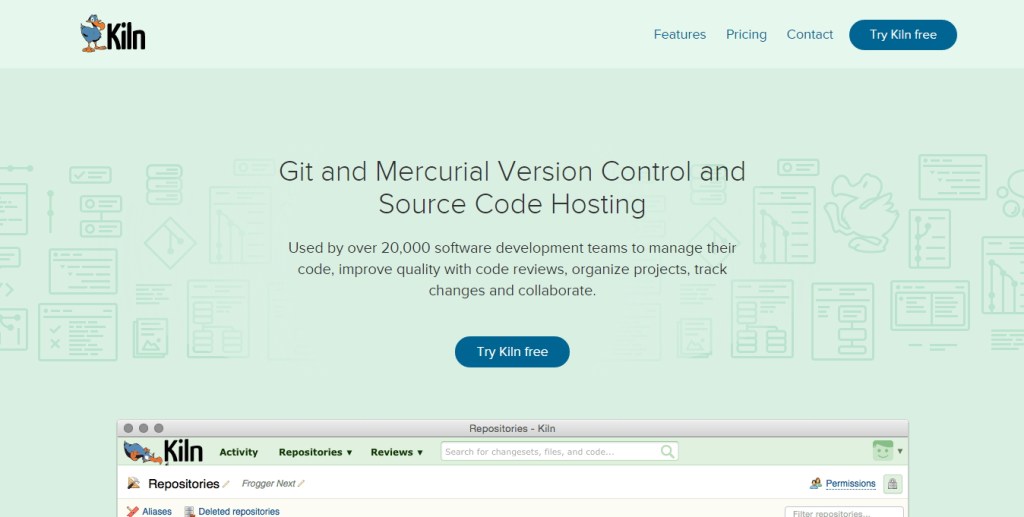 Kiln
Features Pricing Contact Try Kiln free
Git and Mercurial Version Control and
Source Code Hosting
Used by over 20,000 software development teams to manage their
code, improve quality with code reviews, organize projects, track
changes and collaborate.
Try Kiln free
Repositories - Kiln
Kiln Activity Repositories ▾ Reviews ▾ Search for changesets, files, and code... ▾
Repositories Frogger Next Permissions
Aliases Deleted repositories Filter repositories...